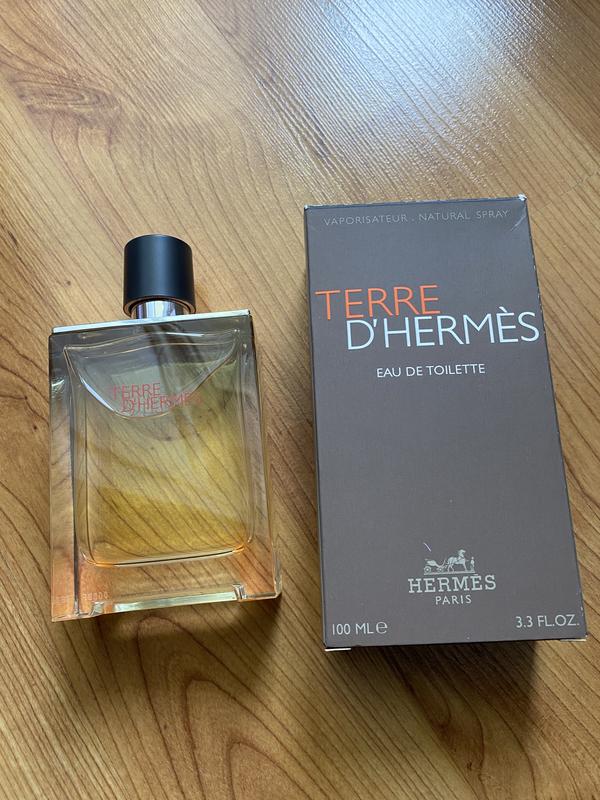 TERRE
D'HERMÈS
VAPORISATEUR . NATURAL SPRAY
TERRE
D'HERMÈS
EAU DE TOILETTE
HERMÈS
PARIS
100 ML e
3.3 FL.OZ.